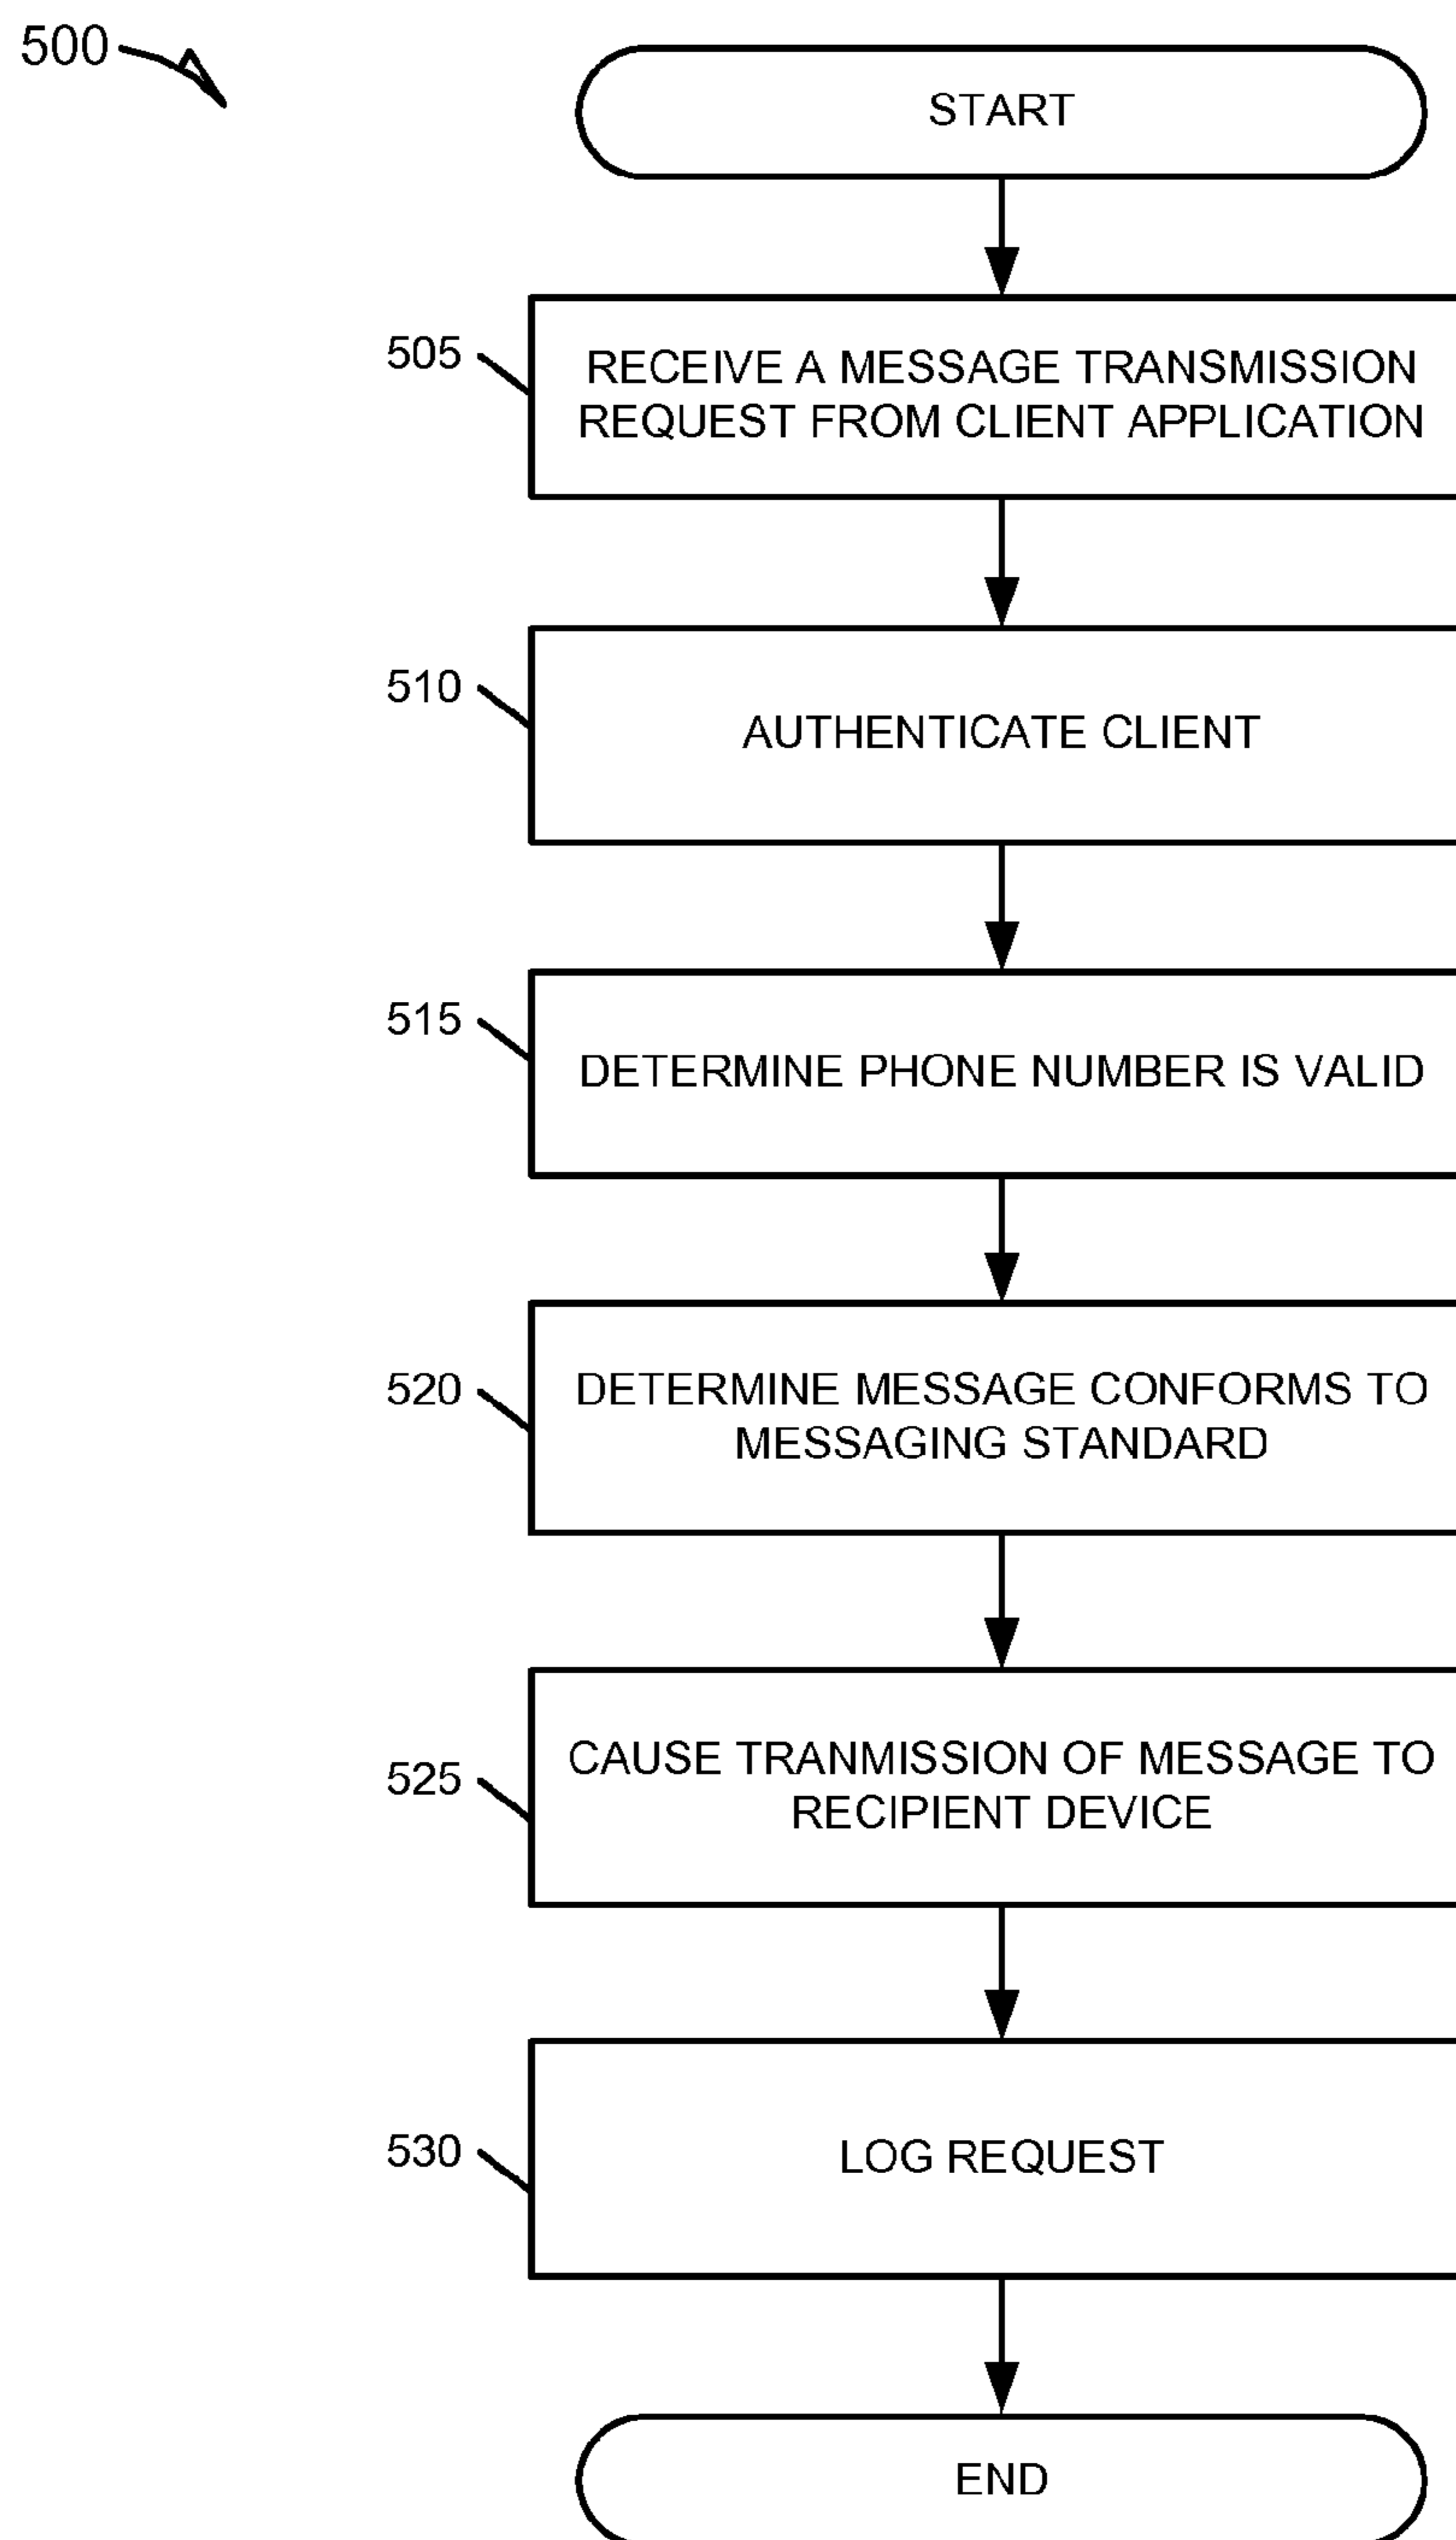 500
START
505
RECEIVE A MESSAGE TRANSMISSION
REQUEST FROM CLIENT APPLICATION
510
AUTHENTICATE CLIENT
515
DETERMINE PHONE NUMBER IS VALID
520
DETERMINE MESSAGE CONFORMS TO
MESSAGING STANDARD
525
CAUSE TRANMISSION OF MESSAGE TO
RECIPIENT DEVICE
530
LOG REQUEST
END